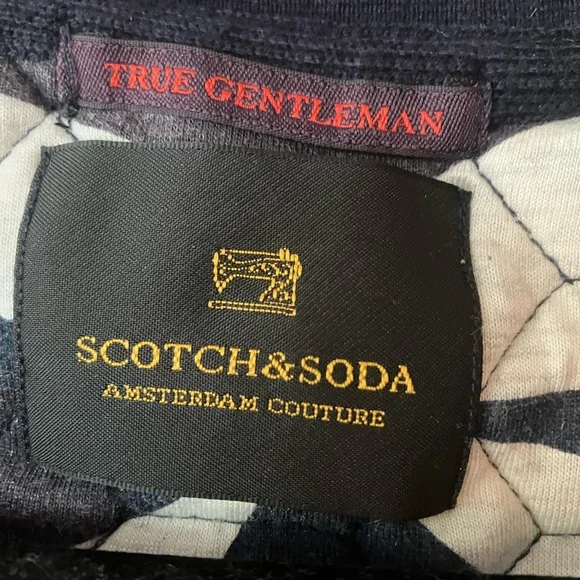 TRUE GENTLEMAN
SCOTCH&SODA
AMSTERDAM COUTURE